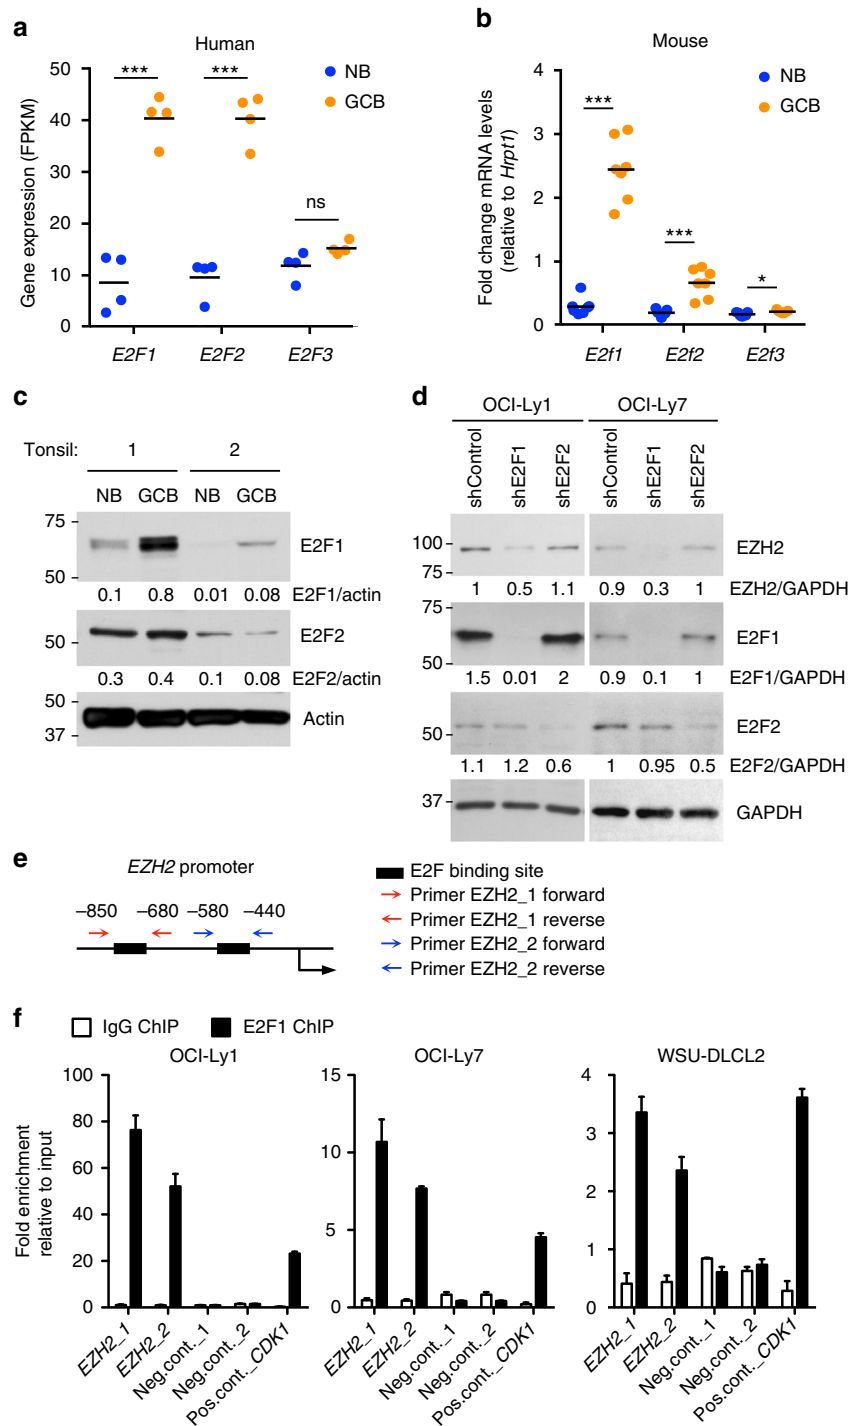 a
Human
NB
GCB
Gene expression (FPKM)
50
40
30
20
10
0
***
***
ns
E2F1
E2F2
E2F3
b
Mouse
NB
GCB
Fold change mRNA levels
(relative to Hrpt1)
4
3
2
1
0
***
***
*
E2f1
E2f2
E2f3
c
Tonsil: 1 2
NB GCB NB GCB
75
50
E2F1
0.1 0.8 0.01 0.08 E2F1/actin
50
E2F2
0.3 0.4 0.1 0.08 E2F2/actin
50
37
Actin
d
OCI-Ly1 OCI-Ly7
shControl shE2F1 shE2F2 shControl shE2F1 shE2F2
100
75
EZH2
1 0.5 1.1 0.9 0.3 1 EZH2/GAPDH
75
50
E2F1
1.5 0.01 2 0.9 0.1 1 E2F1/GAPDH
50
E2F2
1.1 1.2 0.6 1 0.95 0.5 E2F2/GAPDH
37
GAPDH
e
EZH2 promoter
–850 –680 –580 –440
E2F binding site
Primer EZH2_1 forward
Primer EZH2_1 reverse
Primer EZH2_2 forward
Primer EZH2_2 reverse
f
IgG ChIP E2F1 ChIP
Fold enrichment
relative to input
OCI-Ly1
100
80
60
40
20
0
EZH2_1
EZH2_2
Neg.cont._1
Neg.cont._2
Pos.cont._CDK1
OCI-Ly7
15
10
5
0
EZH2_1
EZH2_2
Neg.cont._1
Neg.cont._2
Pos.cont._CDK1
WSU-DLCL2
4
3
2
1
0
EZH2_1
EZH2_2
Neg.cont._1
Neg.cont._2
Pos.cont._CDK1